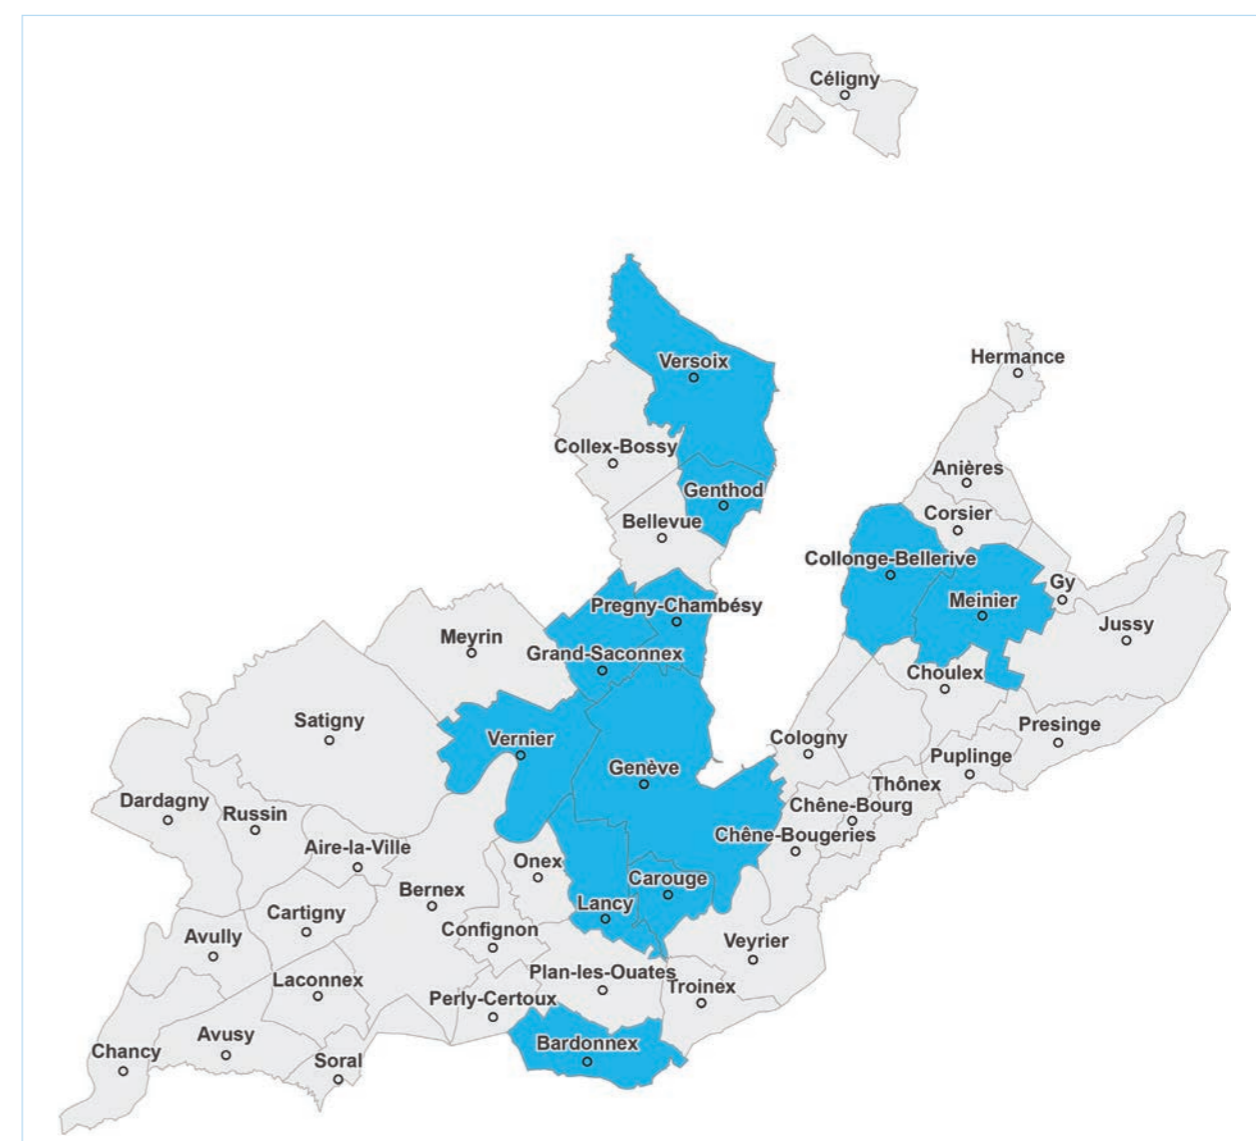 Céligny
Versoix
Hermance
Collex-Bossy
Anières
Genthod
Corsier
Bellevue
Collonge-Bellerive
Gy
Meinier
Pregny-Chambésy
Jussy
Meyrin
Grand-Saconnex
Choulex
Satigny
Presinge
Vernier
Cologny
Puplinge
Genève
Thônex
Dardagny
Chêne-Bourg
Russin
Chêne-Bougeries
Aire-la-Ville
Onex
Carouge
Bernex
Lancy
Cartigny
Confignon
Avully
Veyrier
Plan-les-Ouates
Laconnex
Troinex
Perly-Certoux
Avusy
Bardonnex
Chancy
Soral